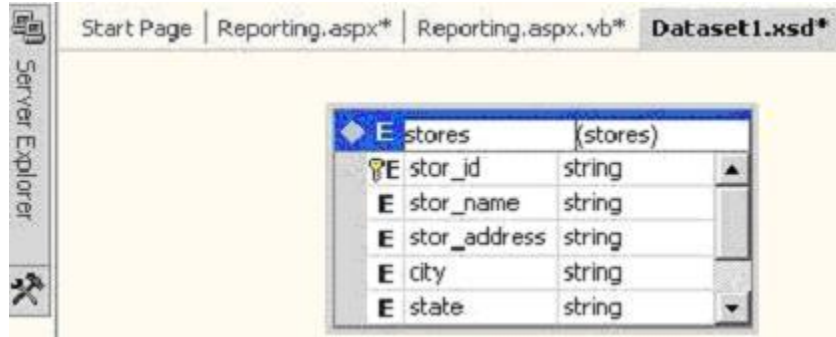 Start Page | Reporting.aspx* | Reporting.aspx.vb* Dataset1.xsd*
Server Explorer
E stores (stores)
E stor_id string
E stor_name string
E stor_address string
E city string
E state string